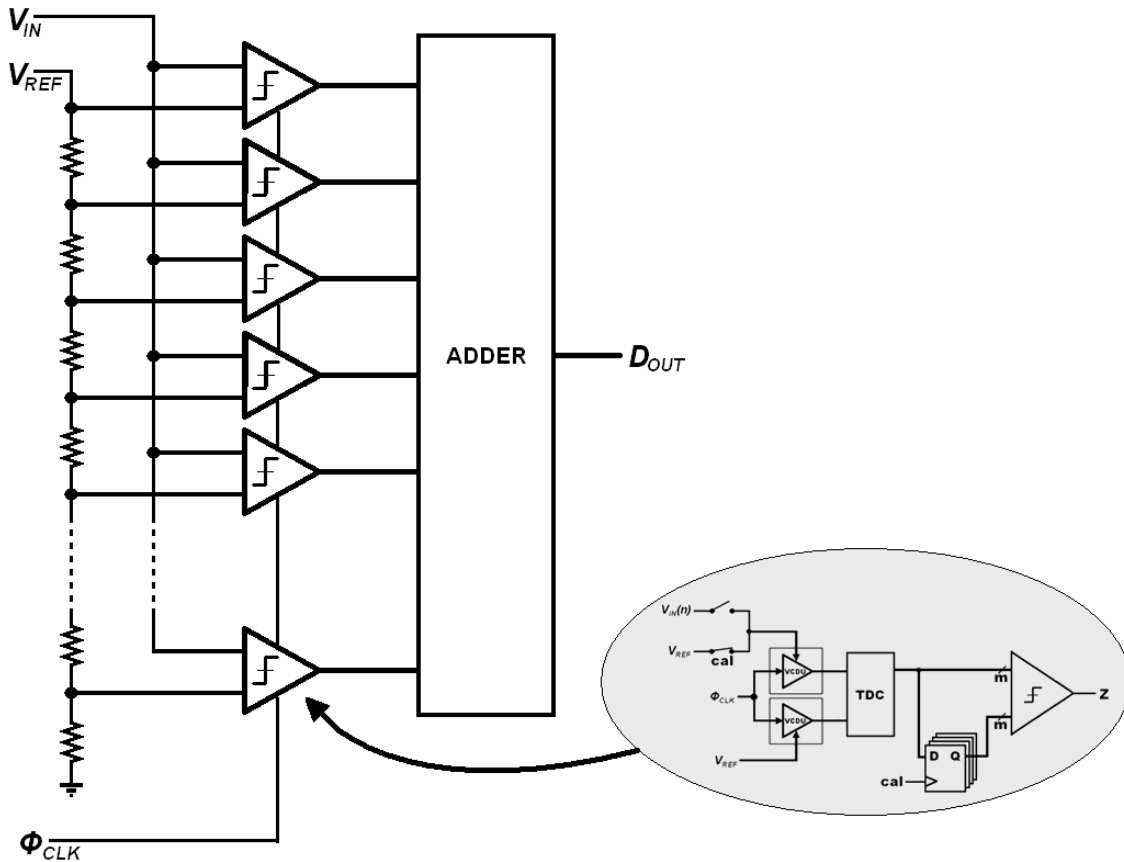 V_IN
V_REF
ADDER
D_OUT
Φ_CLK
V_IN(n)
V_REF
cal
Φ_CLK
VCDU
VCDU
TDC
V_REF
m
m
Z
D Q
cal